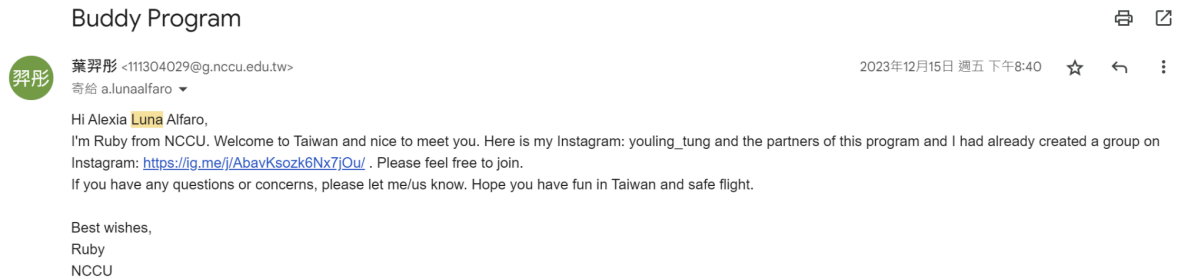 Buddy Program
羿彤
葉羿彤 <111304029@g.nccu.edu.tw>
2023年12月15日 週五 下午8:40
寄給 a.lunaalfaro
Hi Alexia Luna Alfaro,
I'm Ruby from NCCU. Welcome to Taiwan and nice to meet you. Here is my Instagram: youling_tung and the partners of this program and I had already created a group on
Instagram: https://ig.me/j/AbavKsozk6Nx7jOu/ . Please feel free to join.
If you have any questions or concerns, please let me/us know. Hope you have fun in Taiwan and safe flight.
Best wishes,
Ruby
NCCU